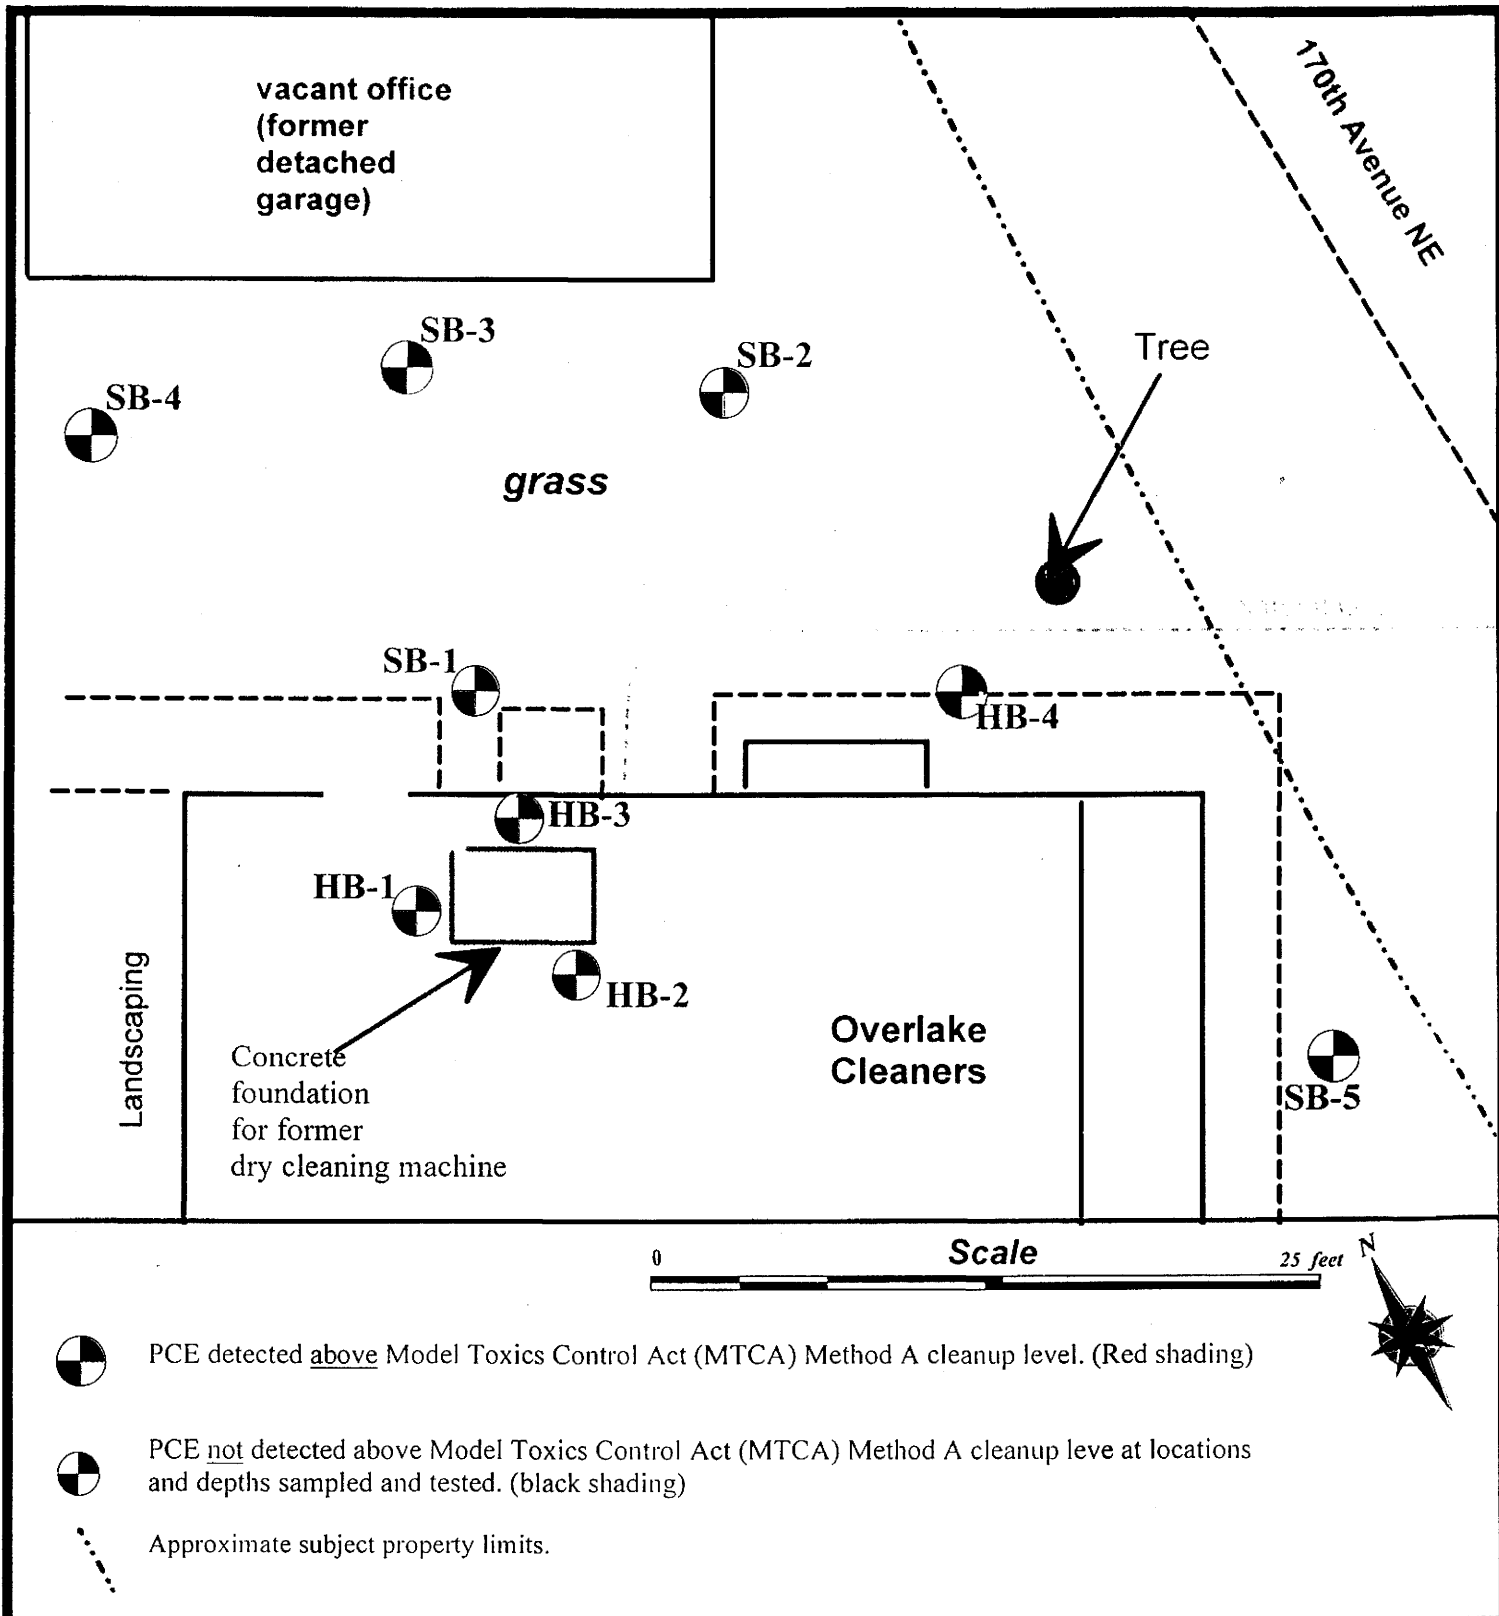 vacant office
(former
detached
garage)
170th Avenue NE
SB-3
SB-2
Tree
SB-4
grass
SB-1
HB-4
HB-3
HB-1
HB-2
Landscaping
Overlake
Cleaners
Concrete
foundation
for former
dry cleaning machine
SB-5
0
Scale
25 feet
N
PCE detected above Model Toxics Control Act (MTCA) Method A cleanup level. (Red shading)
PCE not detected above Model Toxics Control Act (MTCA) Method A cleanup leve at locations
and depths sampled and tested. (black shading)
Approximate subject property limits.